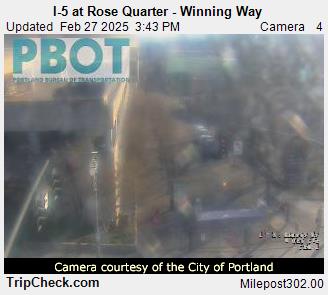 I-5 at Rose Quarter - Winning Way
Updated Feb 27 2025 3:43 PM Camera 4
PBOT
PORTLAND BUREAU OF TRANSPORTATION
Camera courtesy of the City of Portland
TripCheck.com Milepost302.00